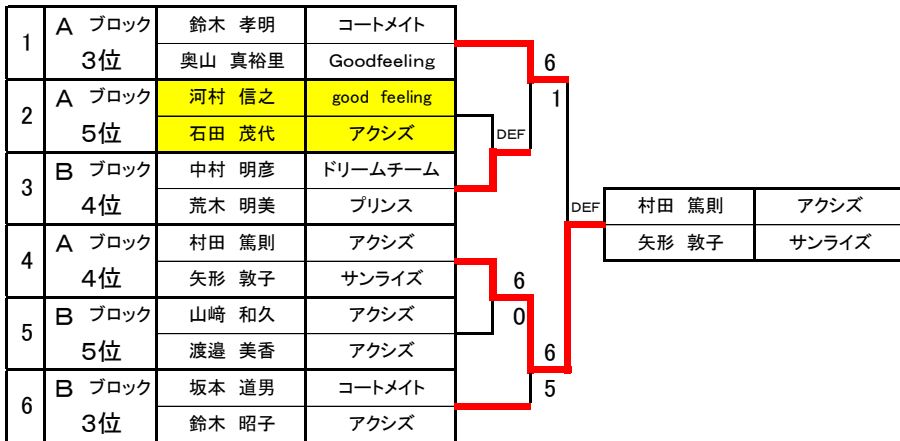 1 A ブロック 鈴木 孝明 コートメイト
3位 奥山 真裕里 Goodfeeling
6
1
2 A ブロック 河村 信之 good feeling
5位 石田 茂代 アクシズ
DEF
3 B ブロック 中村 明彦 ドリームチーム
4位 荒木 明美 プリンス
DEF
村田 篤則 アクシズ
矢形 敦子 サンライズ
4 A ブロック 村田 篤則 アクシズ
4位 矢形 敦子 サンライズ
6
0
5 B ブロック 山﨑 和久 アクシズ
5位 渡邉 美香 アクシズ
6
5
6 B ブロック 坂本 道男 コートメイト
3位 鈴木 昭子 アクシズ